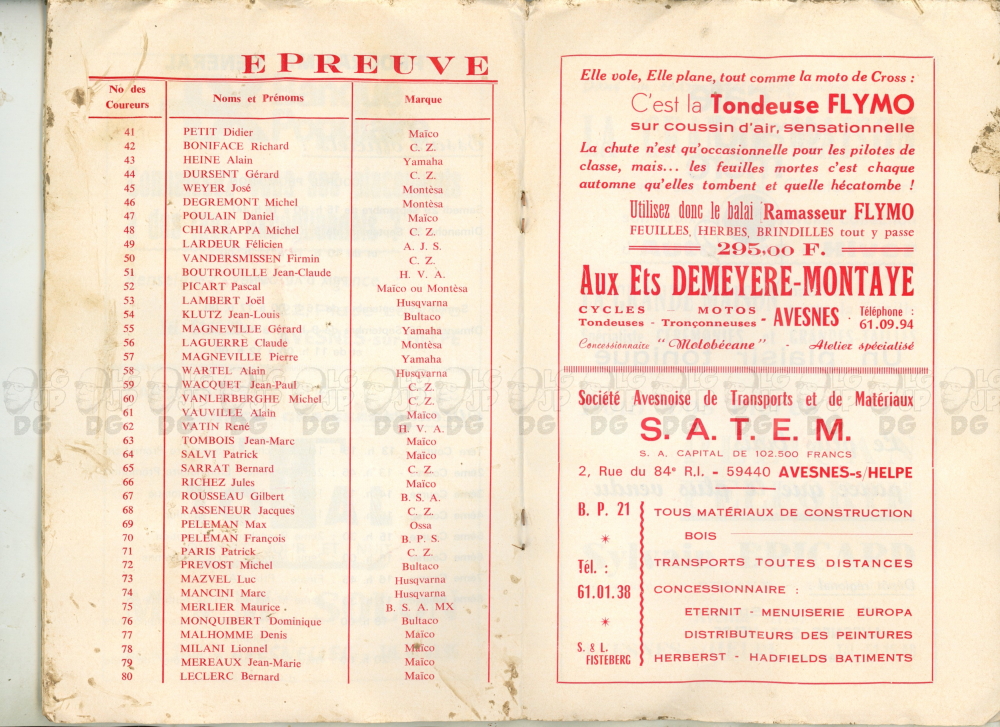 EPREUVE
No des Coureurs Noms et Prénoms Marque
41 PETIT Didier Maïco
42 BONIFACE Richard C. Z.
43 HEINE Alain Yamaha
44 DURSENT Gérard C. Z.
45 WEYER José Montèsa
46 DEGREMONT Michel Montèsa
47 POULAIN Daniel Maïco
48 CHIARRAPPA Michel C. Z.
49 LARDEUR Félicien A. J. S.
50 VANDERSMISSEN Firmin C. Z.
51 BOUTROUILLE Jean-Claude H. V. A.
52 PICART Pascal Maïco ou Montèsa
53 LAMBERT Joël Husqvarna
54 KLUTZ Jean-Louis Bultaco
55 MAGNEVILLE Gérard Yamaha
56 LAGUERRE Claude Montèsa
57 MAGNEVILLE Pierre Yamaha
58 WARTEL Alain Husqvarna
59 WACQUET Jean-Paul C. Z.
60 VANLERBERGHE Michel C. Z.
61 VAUVILLE Alain Maïco
62 VATIN René H. V. A.
63 TOMBOIS Jean-Marc Maïco
64 SALVI Patrick Maïco
65 SARRAT Bernard C. Z.
66 RICHEZ Jules Maïco
67 ROUSSEAU Gilbert B. S. A.
68 RASSENEUR Jacques C. Z.
69 PELEMAN Max Ossa
70 PELEMAN François B. P. S.
71 PARIS Patrick C. Z.
72 PREVOST Michel Bultaco
73 MAZVEL Luc Husqvarna
74 MANCINI Marc Husqvarna
75 MERLIER Maurice . B. S. A. MX
76 MONQUIBERT Dominique Bultaco
77 MALHOMME Denis Maïco
78 MILANI Lionnel Maïco
79 MEREAUX Jean-Marie Maïco
80 LECLERC Bernard Maïco
Elle vole, Elle plane, tout comme la moto de Cross :
C'est la Tondeuse FLYMO
sur coussin d'air, sensationnelle
La chute n'est qu'occasionnelle pour les pilotes de
classe, mais... les feuilles mortes c'est chaque
automne qu'elles tombent et quelle hécatombe !
Utilisez donc le balai Ramasseur FLYMO
FEUILLES, HERBES, BRINDILLES tout y passe
295,00 F.
Aux Ets DEMEYERE-MONTAYE
CYCLES MOTOS
Tondeuses - Tronçonneuses - AVESNES Téléphone : 61.09.94
Concessionnaire "Motobécane" - Atelier spécialisé
Société Avesnoise de Transports et de Matériaux
S. A. T. E. M.
S. A. CAPITAL DE 102.500 FRANCS
2, Rue du 84e R.I. - 59440 AVESNES-s/HELPE
B. P. 21
*
Tél. :
61.01.38
*
S. & L. FISTEBERG
TOUS MATÉRIAUX DE CONSTRUCTION
BOIS
TRANSPORTS TOUTES DISTANCES
CONCESSIONNAIRE :
ETERNIT - MENUISERIE EUROPA
DISTRIBUTEURS DES PEINTURES
HERBERST - HADFIELDS BATIMENTS